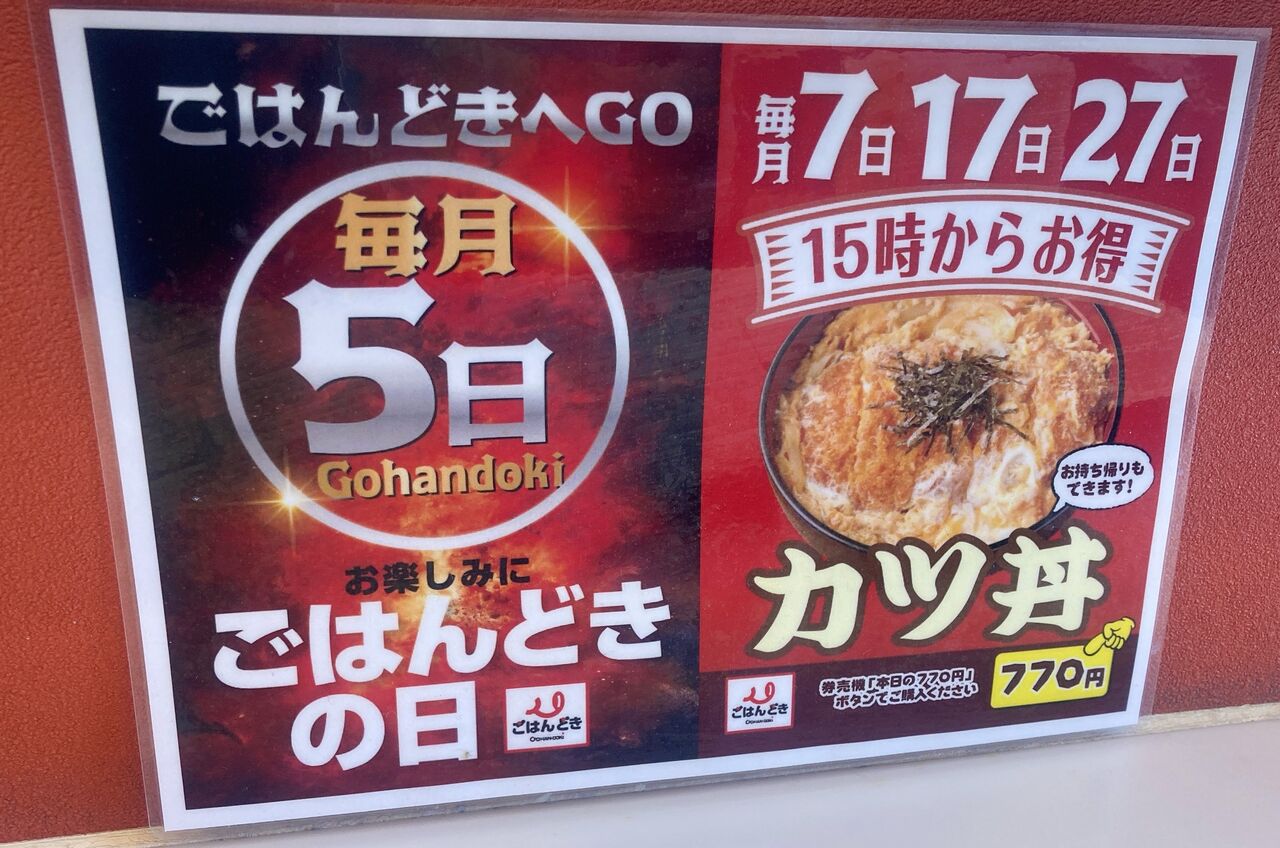 ごはんどきへGO
毎月
5日
Gohandoki
お楽しみに
ごはんどき
の日
ごはんどき
GOHANDOKI
毎月7日17日27日
15時からお得
お持ち帰りも
できます!
カツ丼
ごはんどき
GOHANDOKI
券売機「本日の770円」
ボタンでご購入ください
770円